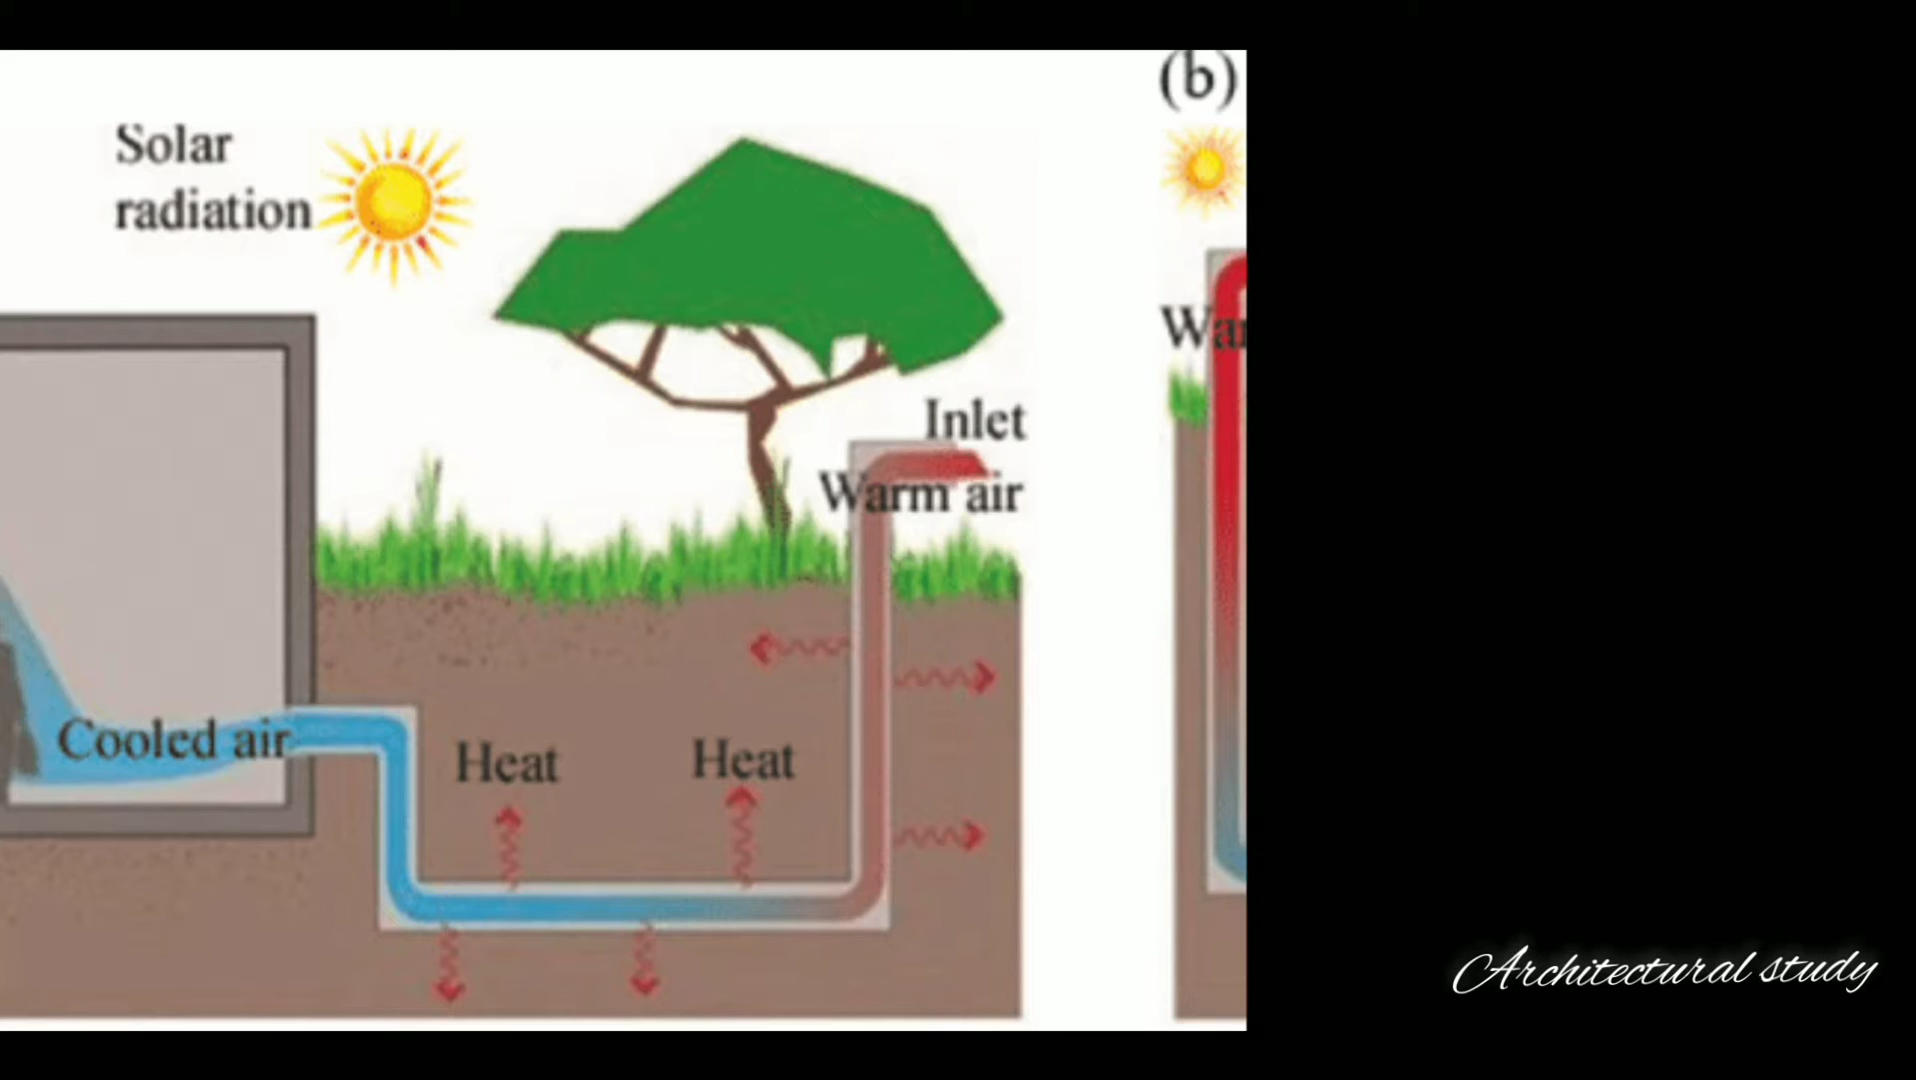 (b)
Solar
radiation
Inlet
Warm air
Cooled air
Heat
Heat
Architectural study